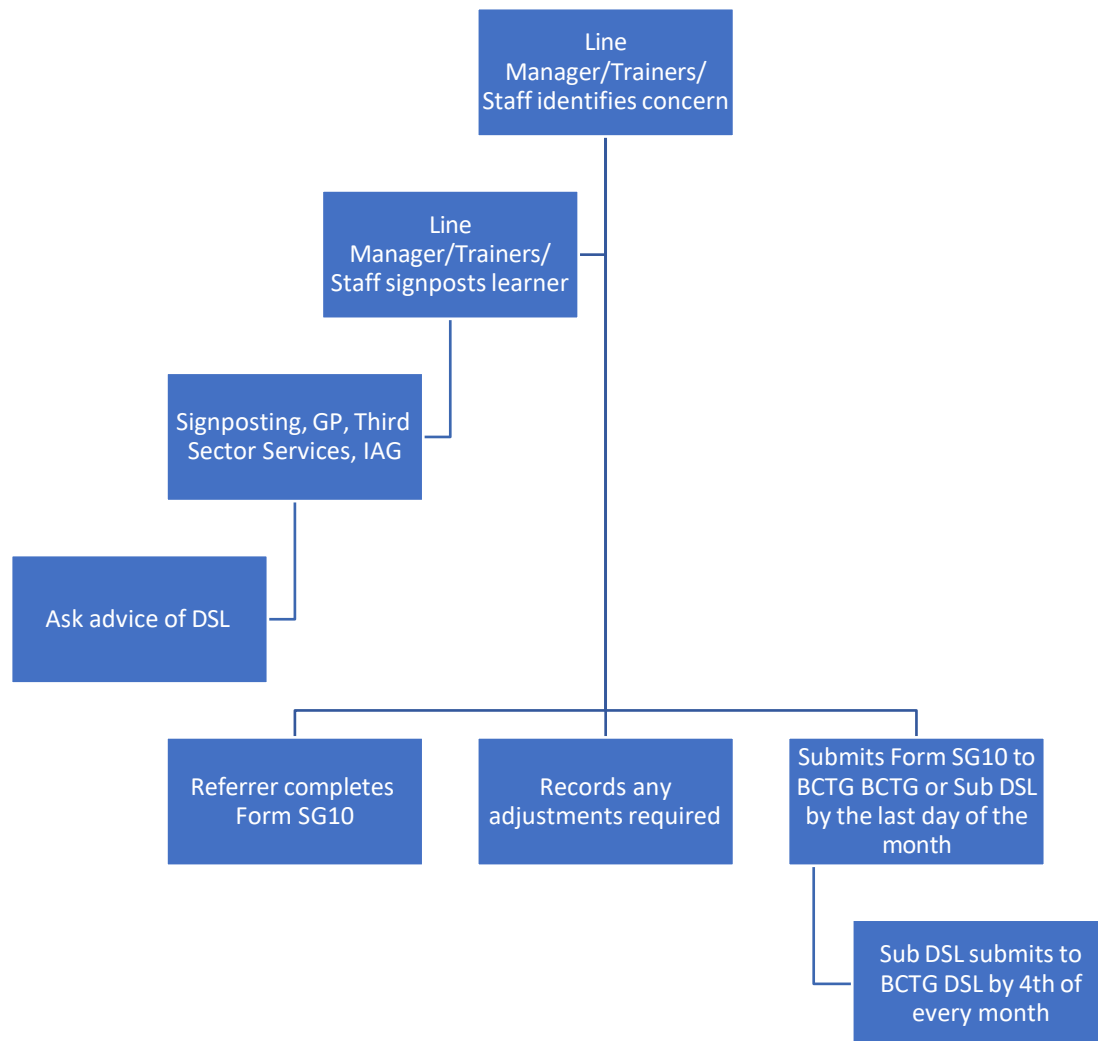 Line
Manager/Trainers/
Staff identifies concern
Line
Manager/Trainers/
Staff signposts learner
Signposting, GP, Third
Sector Services, IAG
Ask advice of DSL
Referrer completes
Form SG10
Records any
adjustments required
Submits Form SG10 to
BCTG BCTG or Sub DSL
by the last day of the
month
Sub DSL submits to
BCTG DSL by 4th of
every month